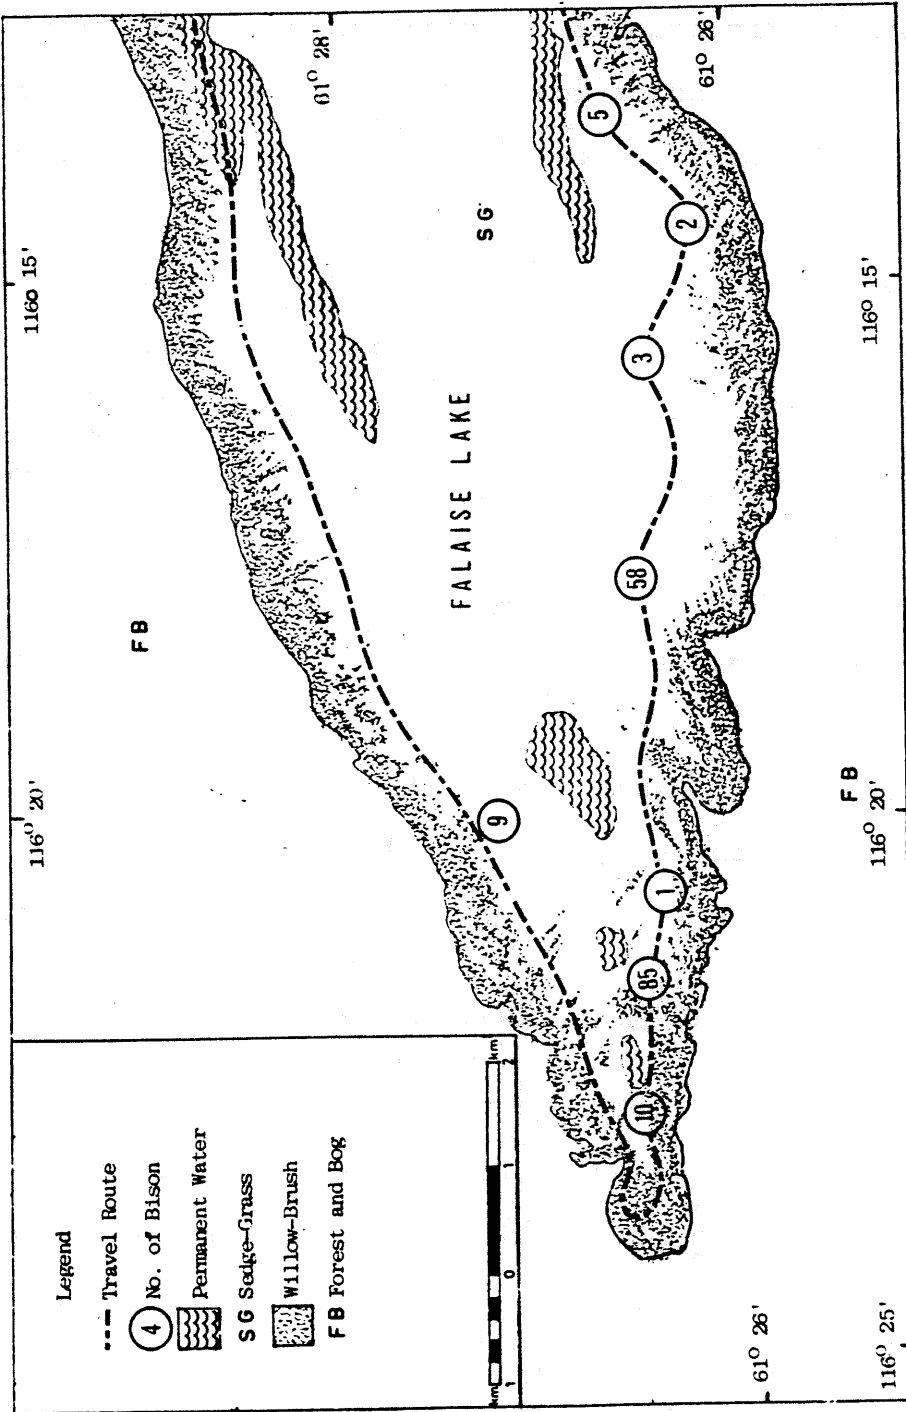 116° 20'
116° 15'
Legend
Travel Route
4 No. of Bison
Permanent Water
S G Sedge-Grass
Willow-Brush
F B Forest and Bog
km 1 0 1 2 km
F B
61° 28'
FALAISE LAKE
S G
9
10
85
1
58
3
2
5
61° 26'
61° 26'
F B
116° 25'
116° 20'
116° 15'